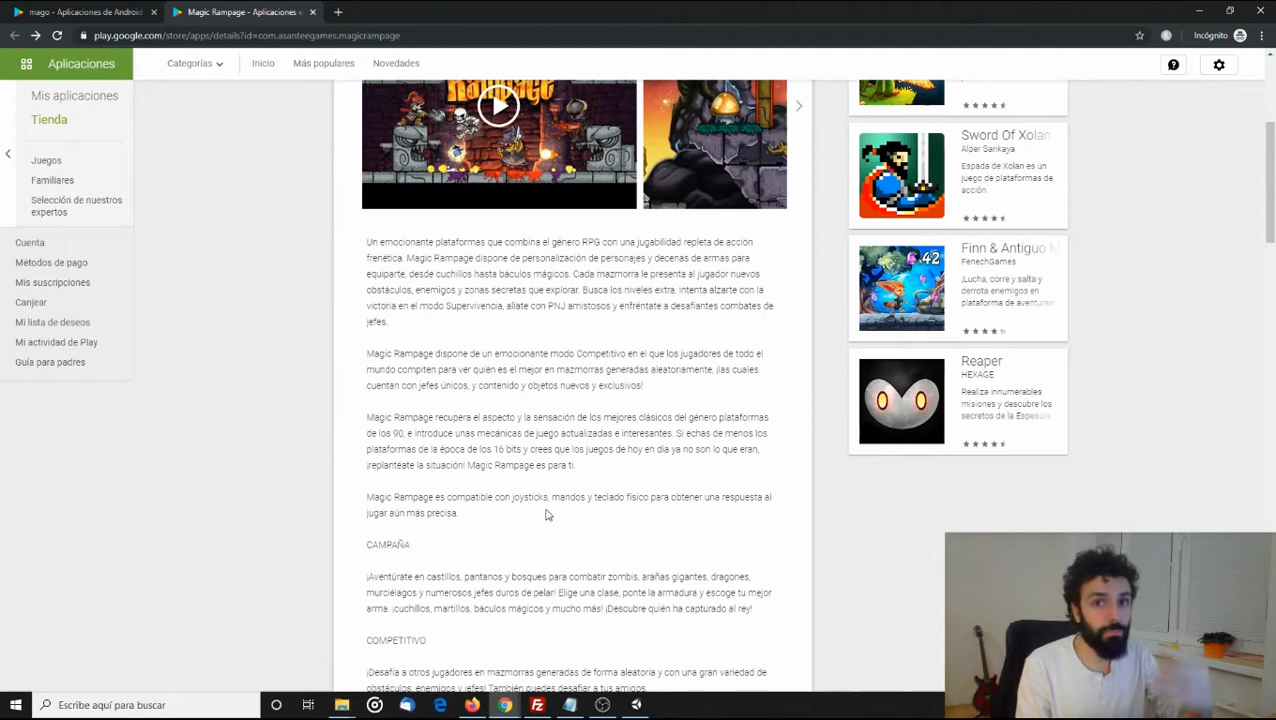 mago - Aplicaciones de Android
Magic Rampage - Aplicaciones e
play.google.com/store/apps/details?id=com.asanteegames.magicrampage
Incógnito
Aplicaciones
Categorías
Inicio
Más populares
Novedades
Mis aplicaciones
Tienda
Juegos
Familiares
Selección de nuestros
expertos
Cuenta
Métodos de pago
Mis suscripciones
Canjear
Mi lista de deseos
Mi actividad de Play
Guía para padres
Rampage
Un emocionante plataformas que combina el género RPG con una jugabilidad repleta de acción
frenética. Magic Rampage dispone de personalización de personajes y decenas de armas para
equiparte, desde cuchillos hasta báculos mágicos. Cada mazmorra le presenta al jugador nuevos
obstáculos, enemigos y zonas secretas que explorar. Busca los niveles extra, intenta alzarte con la
victoria en el modo Supervivencia, alíate con PNJ amistosos y enfréntate a desafiantes combates de
jefes.
Magic Rampage dispone de un emocionante modo Competitivo en el que los jugadores de todo el
mundo compiten para ver quién es el mejor en mazmorras generadas aleatoriamente, ¡las cuales
cuentan con jefes únicos, y contenido y objetos nuevos y exclusivos!
Magic Rampage recupera el aspecto y la sensación de los mejores clásicos del género plataformas
de los 90, e introduce unas mecánicas de juego actualizadas e interesantes. Si echas de menos los
plataformas de la época de los 16 bits y crees que los juegos de hoy en día ya no son lo que eran,
¡replantéate la situación! Magic Rampage es para ti.
Magic Rampage es compatible con joysticks, mandos y teclado físico para obtener una respuesta al
jugar aún más precisa.
CAMPAÑA
¡Aventúrate en castillos, pantanos y bosques para combatir zombis, arañas gigantes, dragones,
murciélagos y numerosos jefes duros de pelar! Elige una clase, ponte la armadura y escoge tu mejor
arma. ¡cuchillos, martillos, báculos mágicos y mucho más! ¡Descubre quién ha capturado al rey!
COMPETITIVO
¡Desafía a otros jugadores en mazmorras generadas de forma aleatoria y con una gran variedad de
obstáculos, enemigos y jefes! También puedes desafiar a tus amigos.
Sword Of Xolan
Alper Sarıkaya
Espada de Xolan es un
juego de plataformas de
acción
42
Finn & Antiguo M
FenechGames
¡Lucha, corre y salta y
derrota enemigos en
plataforma de aventuras
Reaper
HEXAGE
Realiza innumerables
misiones y descubre los
secretos de la Espesura
Escribe aquí para buscar